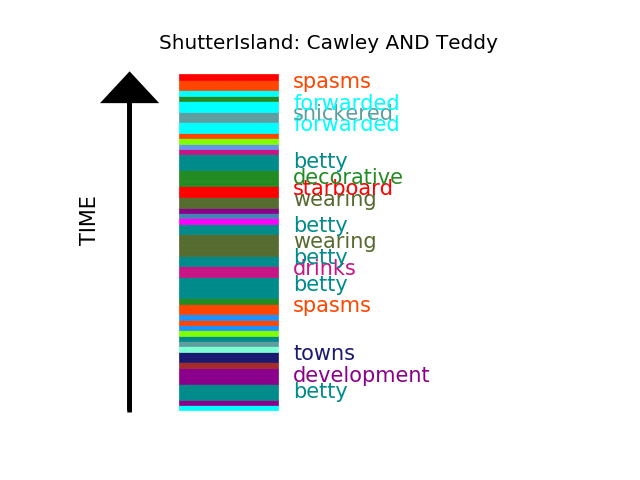 ShutterIsland: Cawley AND Teddy
TIME
spasms
forwarded
snickered
forwarded
betty
decorative
starboard
wearing
betty
wearing
betty
drinks
betty
spasms
towns
development
betty